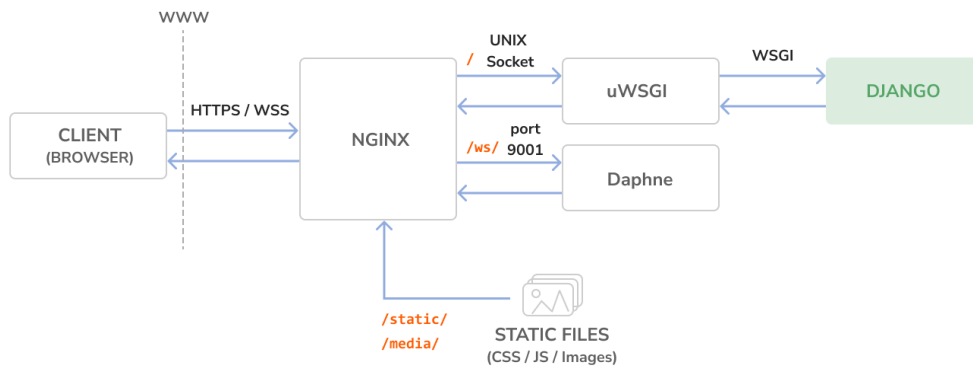 WWW
CLIENT
(BROWSER)
HTTPS / WSS
NGINX
/
UNIX
Socket
uWSGI
WSGI
DJANGO
/ws/
port
9001
Daphne
/static/
/media/
STATIC FILES
(CSS / JS / Images)